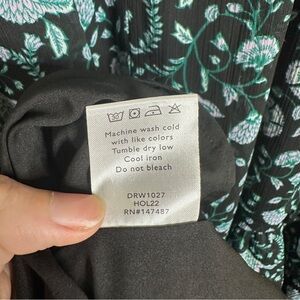 Machine wash cold
with like colors
Tumble dry low
Cool iron
Do not bleach
DRW1027
HOL22
RN#147487